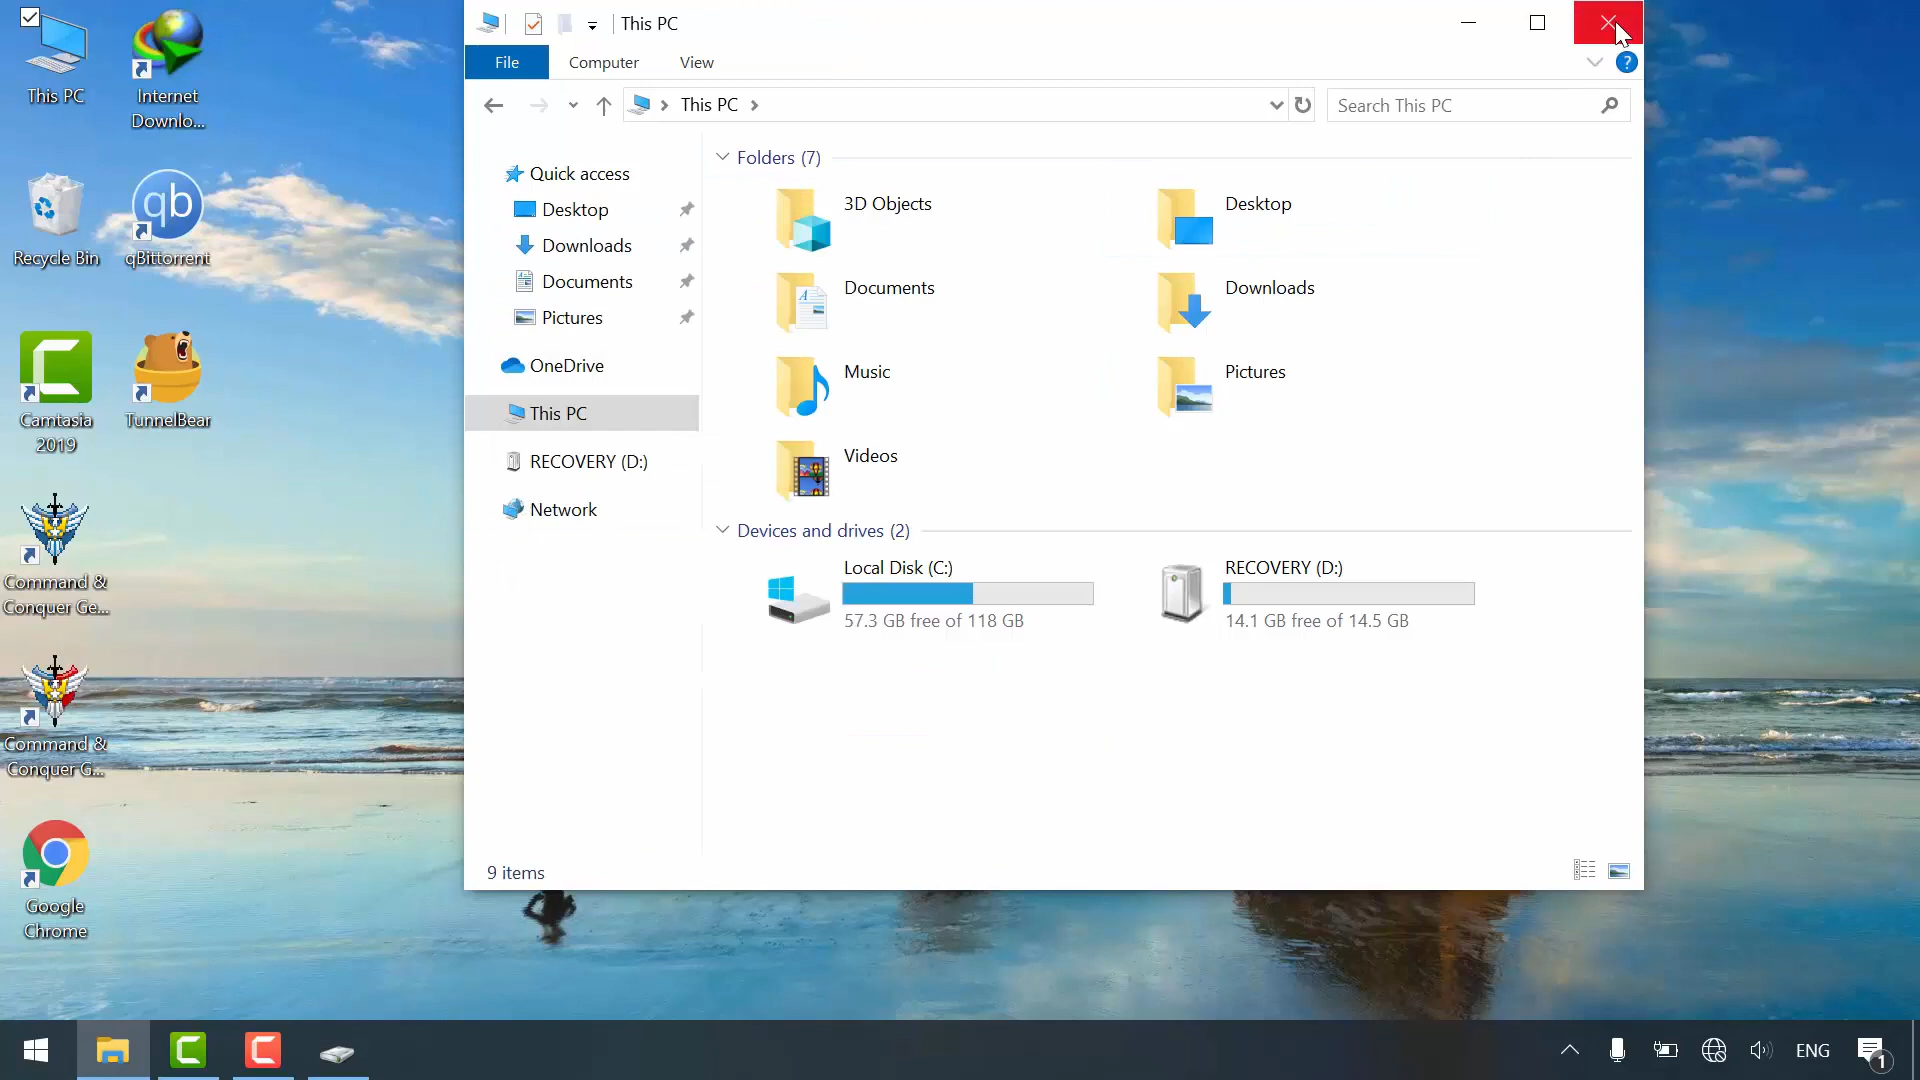 This PC
Internet
Downlo...
Recycle Bin
qb
qBittorrent
Camtasia
2019
TunnelBear
Command &
Conquer Ge...
Command &
Conquer G...
Google
Chrome
This PC
File
Computer
View
?
This PC
Search This PC
Quick access
Desktop
Downloads
Documents
Pictures
OneDrive
This PC
RECOVERY (D:)
Network
Folders (7)
3D Objects
Desktop
Documents
Downloads
Music
Pictures
Videos
Devices and drives (2)
Local Disk (C:)
57.3 GB free of 118 GB
RECOVERY (D:)
14.1 GB free of 14.5 GB
9 items
ENG
1